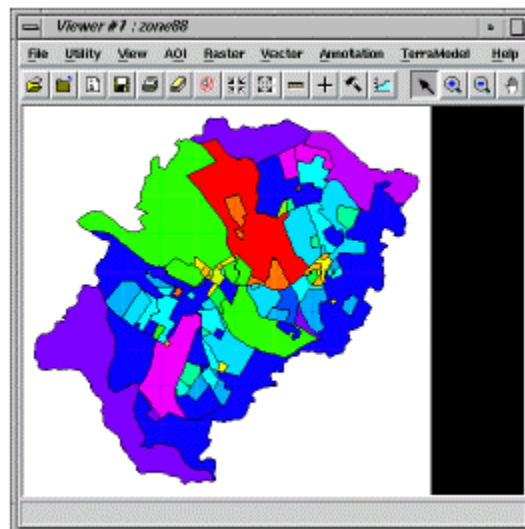 Viewer #1 : zone88
File Utility View AOI Raster Vector Annotation TerraModel Help